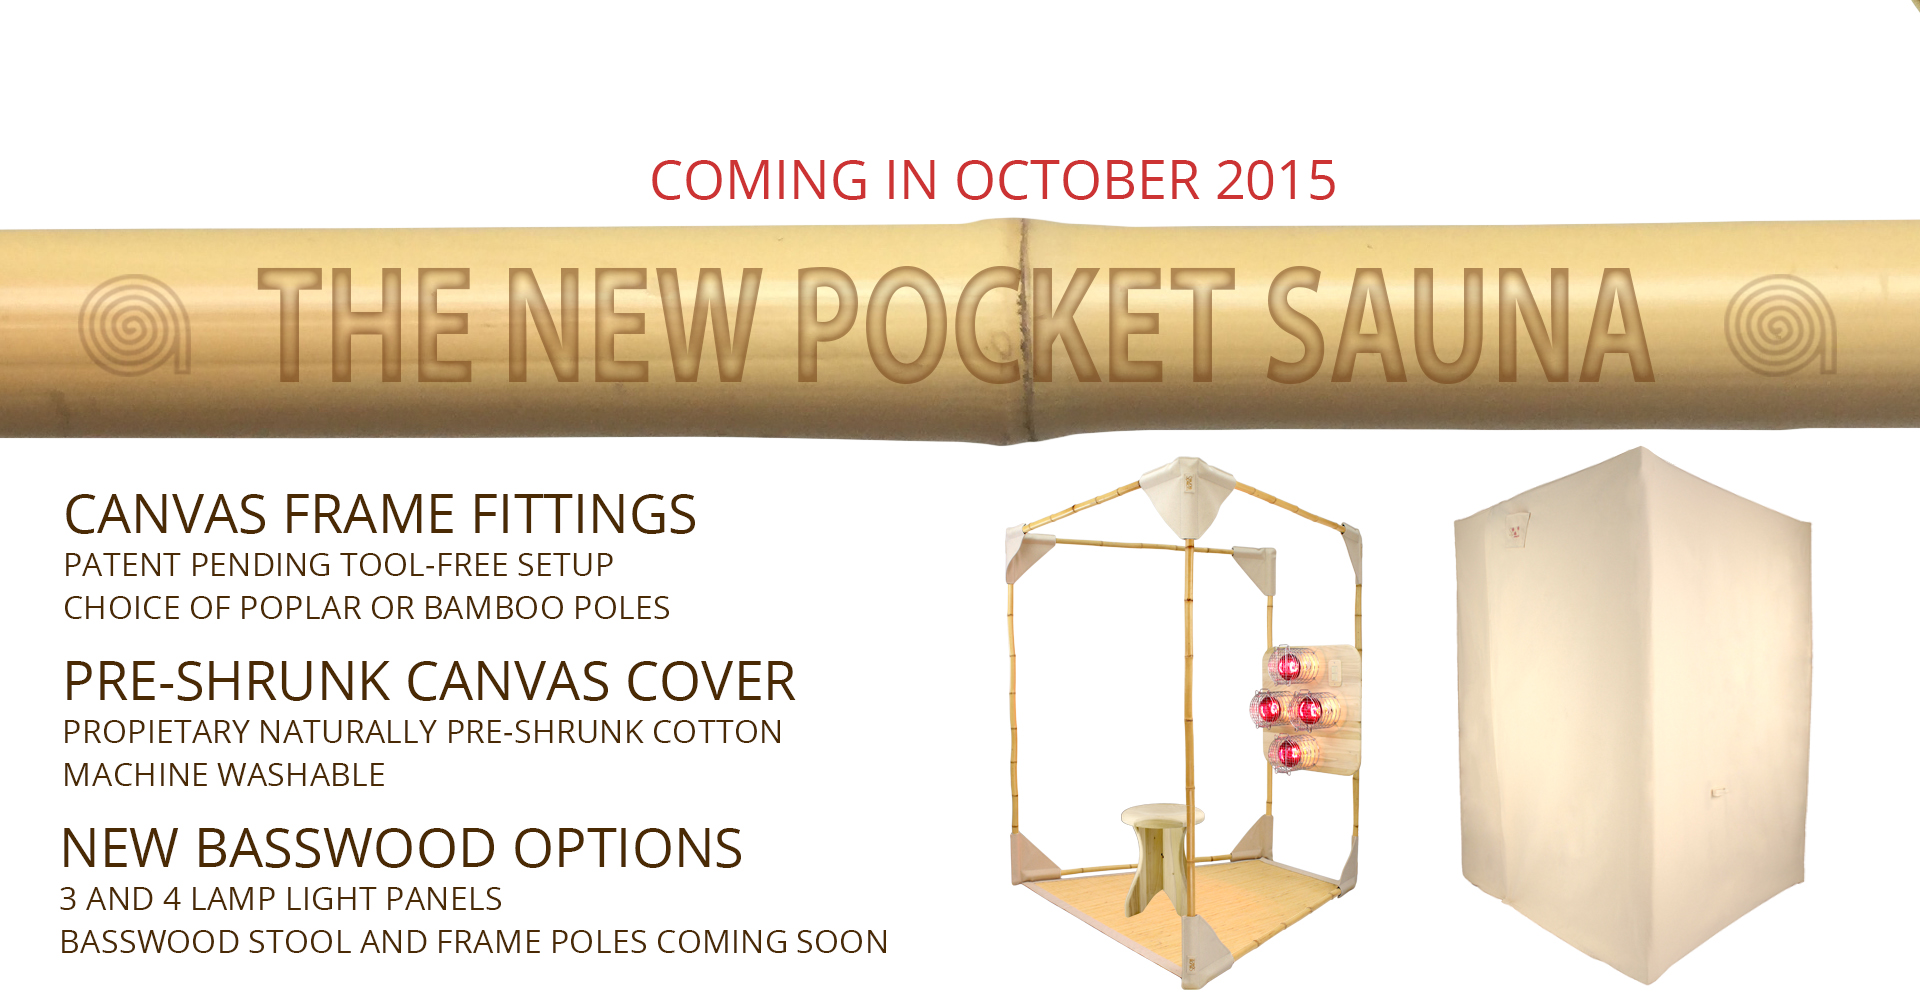 COMING IN OCTOBER 2015
THE NEW POCKET SAUNA
CANVAS FRAME FITTINGS
PATENT PENDING TOOL-FREE SETUP
CHOICE OF POPLAR OR BAMBOO POLES
PRE-SHRUNK CANVAS COVER
PROPIETARY NATURALLY PRE-SHRUNK COTTON
MACHINE WASHABLE
NEW BASSWOOD OPTIONS
3 AND 4 LAMP LIGHT PANELS
BASSWOOD STOOL AND FRAME POLES COMING SOON